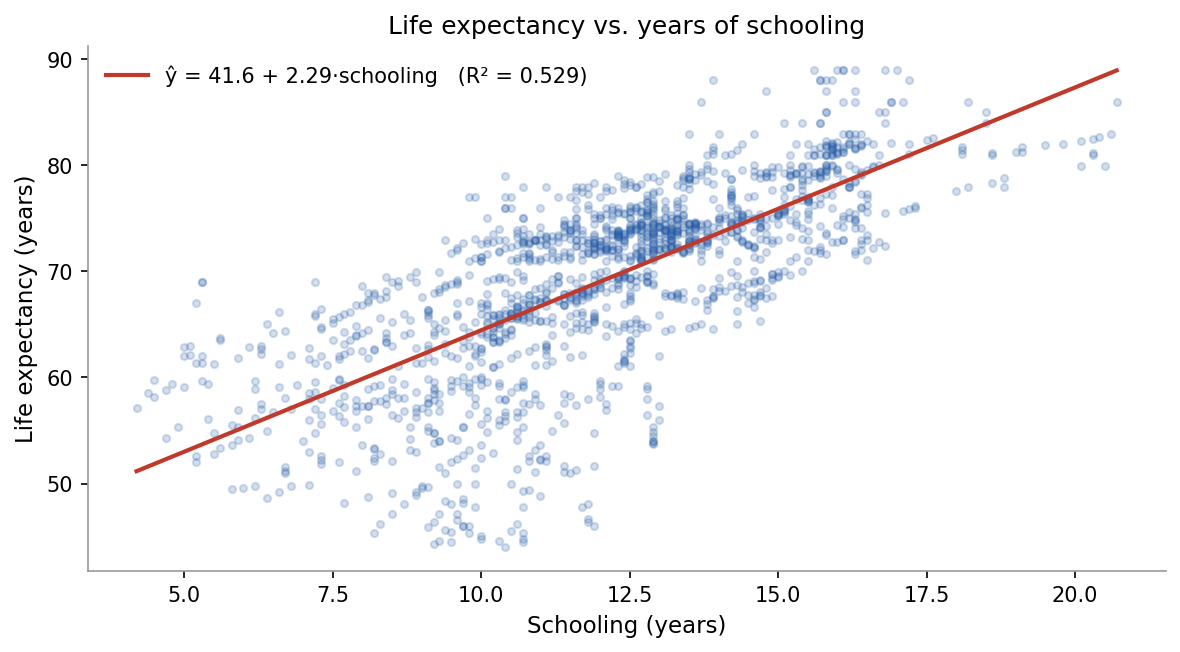 Life expectancy vs. years of schooling
ŷ = 41.6 + 2.29·schooling (R² = 0.529)
Life expectancy (years)
90
80
70
60
50
5.0 7.5 10.0 12.5 15.0 17.5 20.0
Schooling (years)